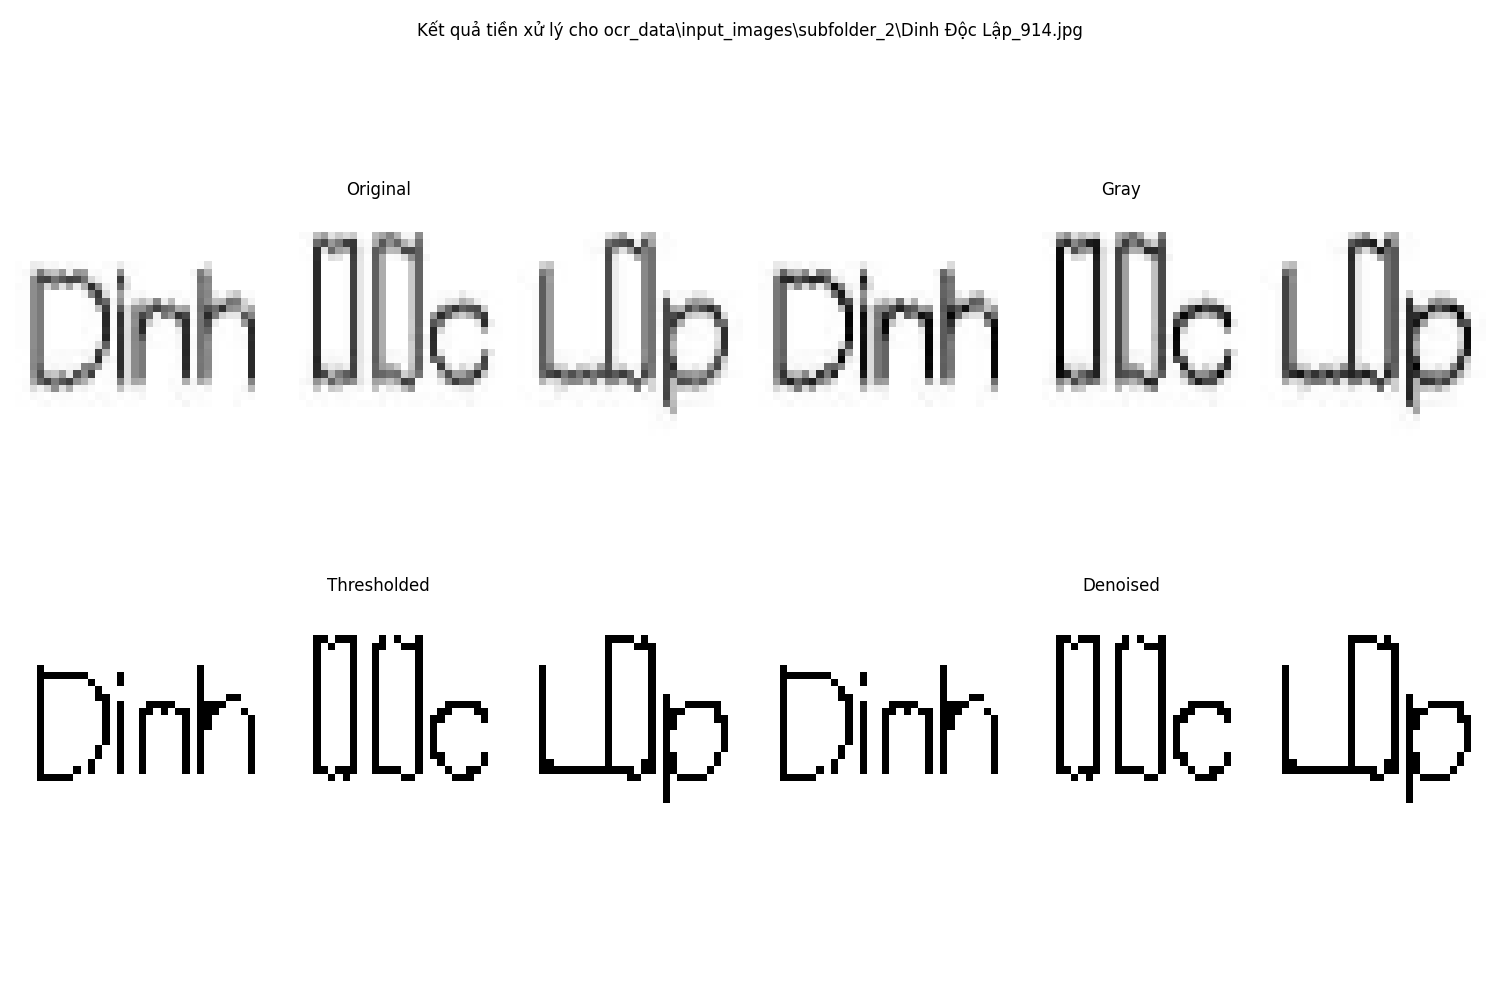 Kết quả tiền xử lý cho ocr_data\input_images\subfolder_2\Dinh Độc Lập_914.jpg
Original
Gray
Dinh □□c L□p
Dinh □□c L□p
Thresholded
Denoised
Dinh □□c L□p
Dinh □□c L□p